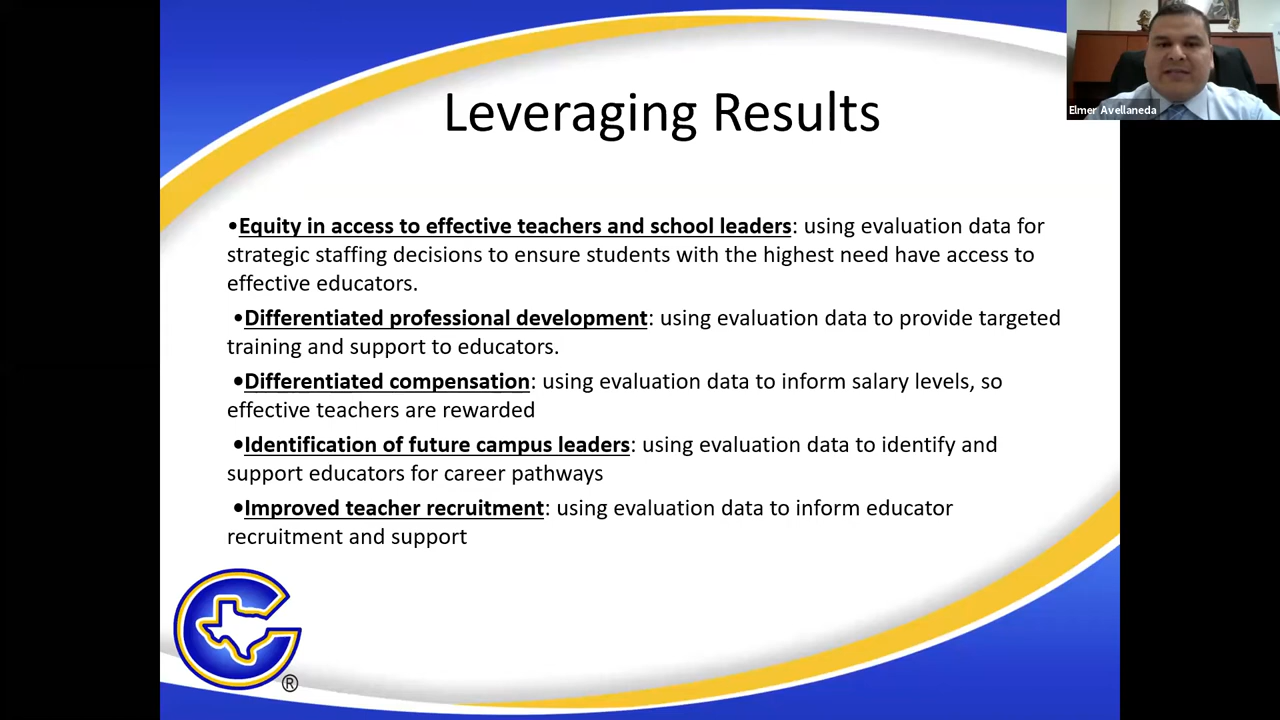 Elmer Avellaneda
Leveraging Results
•Equity in access to effective teachers and school leaders: using evaluation data for
strategic staffing decisions to ensure students with the highest need have access to
effective educators.
•Differentiated professional development: using evaluation data to provide targeted
training and support to educators.
•Differentiated compensation: using evaluation data to inform salary levels, so
effective teachers are rewarded
•Identification of future campus leaders: using evaluation data to identify and
support educators for career pathways
•Improved teacher recruitment: using evaluation data to inform educator
recruitment and support
C
®